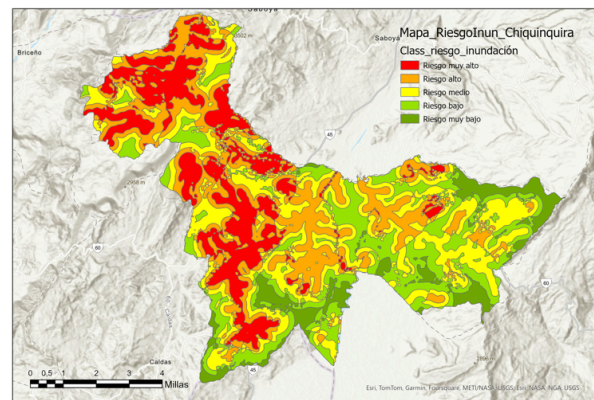 Saboyá
Mapa_RiesgoInun_Chiquinquira
Class_riesgo_inundación
Riesgo muy alto
Riesgo alto
Riesgo medio
Riesgo bajo
Riesgo muy bajo
Briceño
Saboya
45
60
60
Caldas
45
0 0,5 1 2 3 4
Millas
Esri, TomTom, Garmin, Foursquare, METI/NASA, USGS, Esri, NASA, NGA, USGS